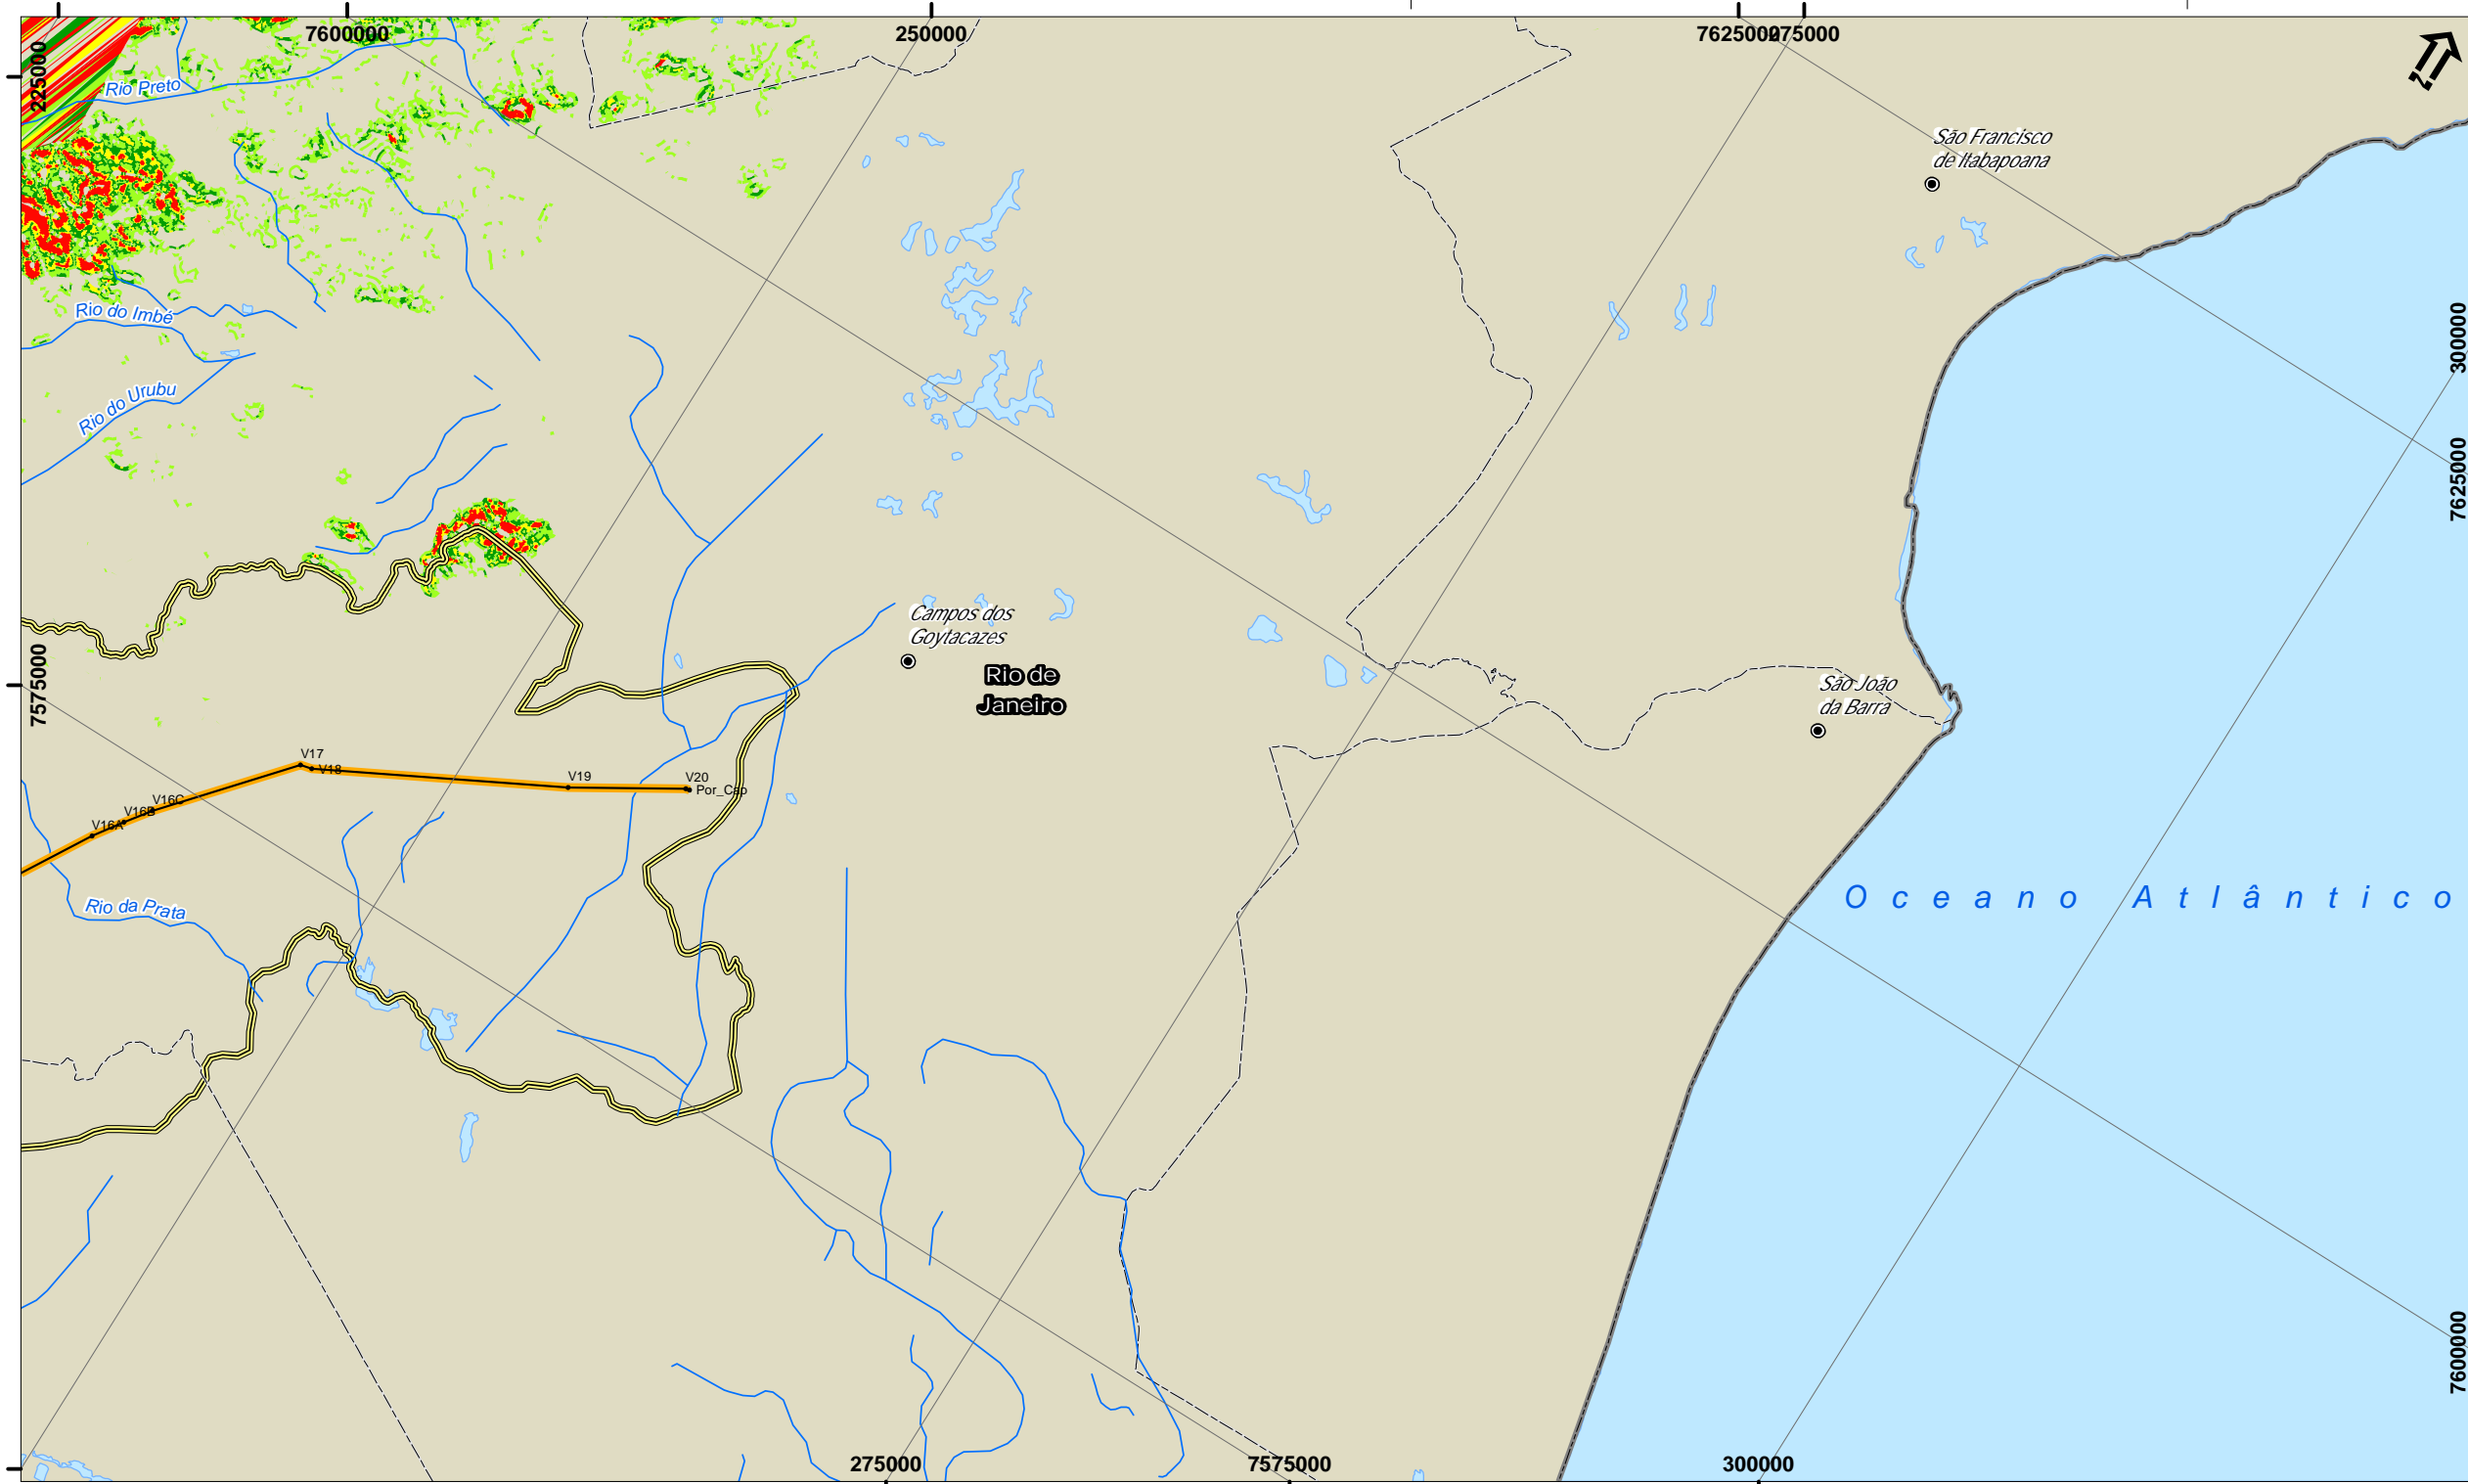 7600000
250000
7625000
275000
225000
N
Rio Preto
São Francisco
de Itabapoana
Rio do Imbé
300000
Rio do Urubu
7625000
Campos dos
Goytacazes
Rio de
Janeiro
7575000
São João
da Barra
V17
V18
V19
V20
Por_Cap
V16C
V16B
V16A
Rio da Prata
Oceano Atlântico
7600000
275000
7575000
300000